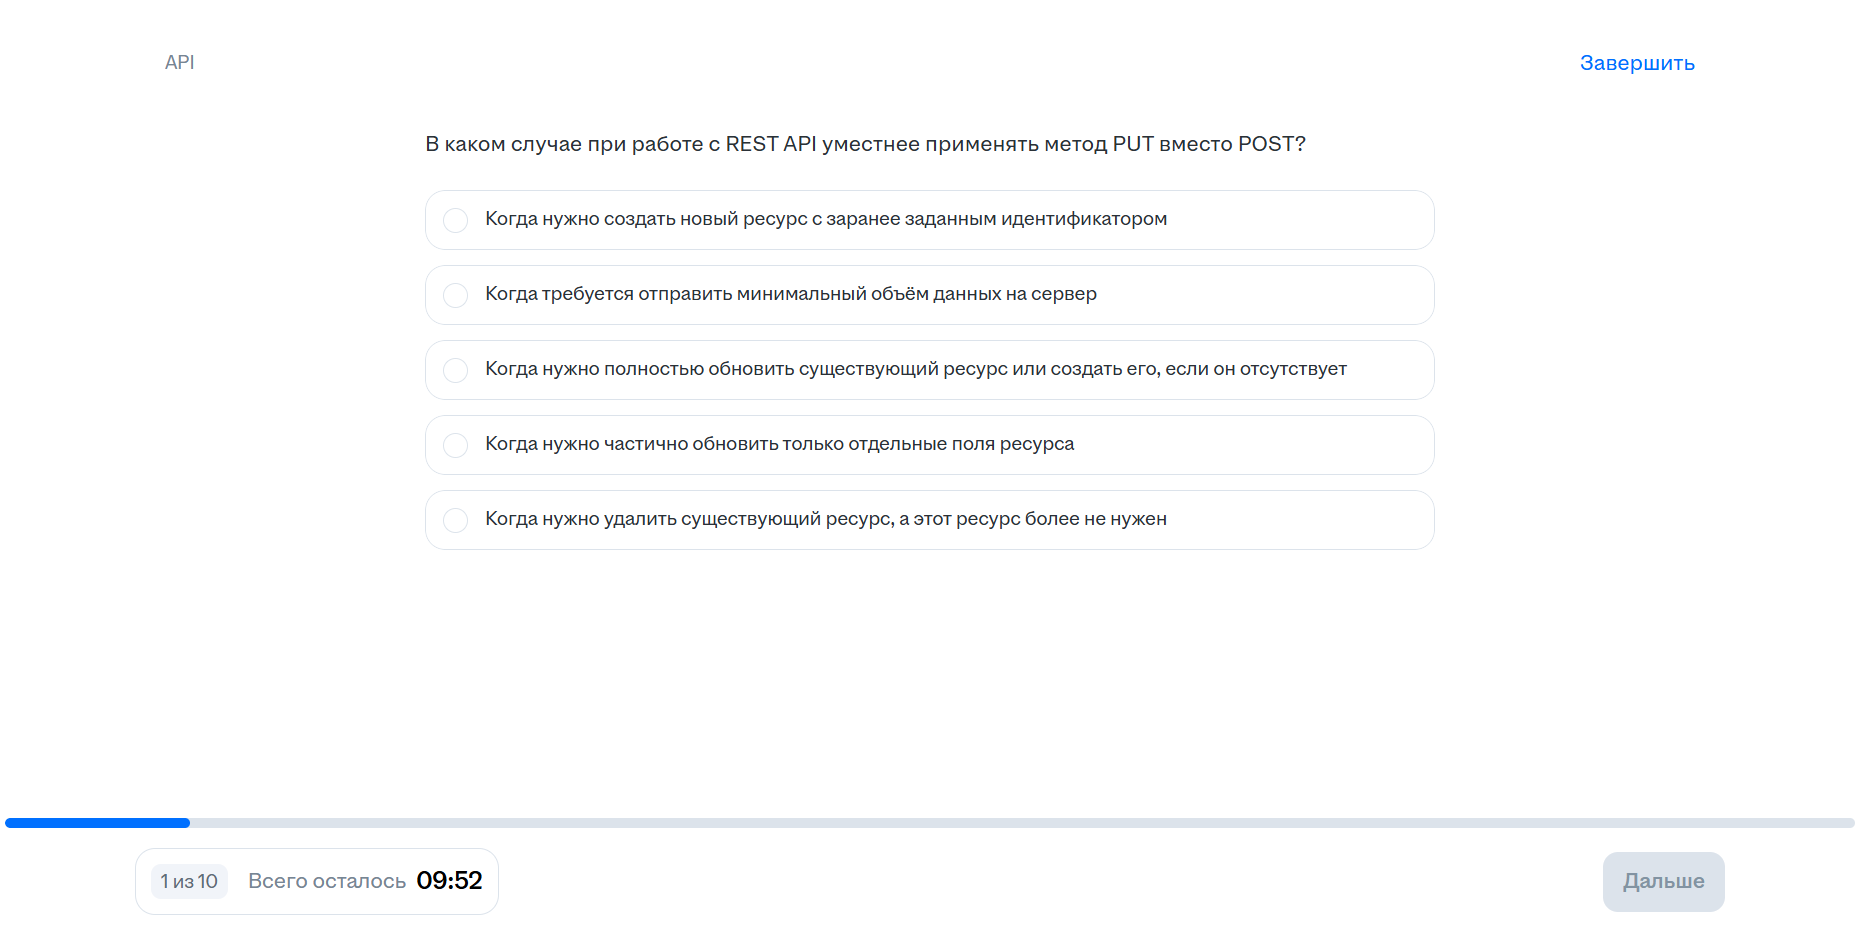 API
Завершить
В каком случае при работе с REST API уместнее применять метод PUT вместо POST?
Когда нужно создать новый ресурс с заранее заданным идентификатором
Когда требуется отправить минимальный объём данных на сервер
Когда нужно полностью обновить существующий ресурс или создать его, если он отсутствует
Когда нужно частично обновить только отдельные поля ресурса
Когда нужно удалить существующий ресурс, а этот ресурс более не нужен
1 из 10 Всего осталось 09:52
Дальше